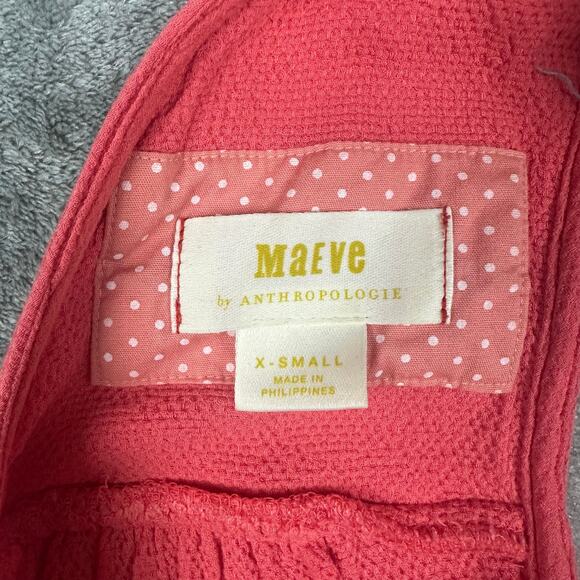 MaEve
by ANTHROPOLOGIE
X-SMALL
MADE IN
PHILIPPINES